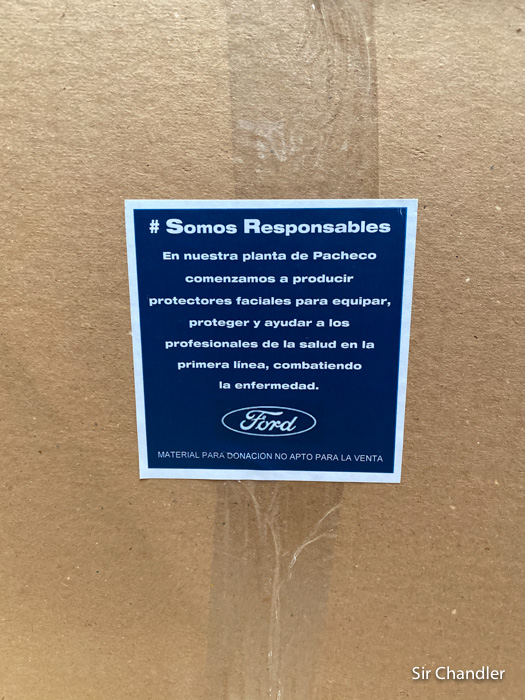 # Somos Responsables
En nuestra planta de Pacheco
comenzamos a producir
protectores faciales para equipar,
proteger y ayudar a los
profesionales de la salud en la
primera línea, combatiendo
la enfermedad.
Ford
MATERIAL PARA DONACION NO APTO PARA LA VENTA
Sir Chandler